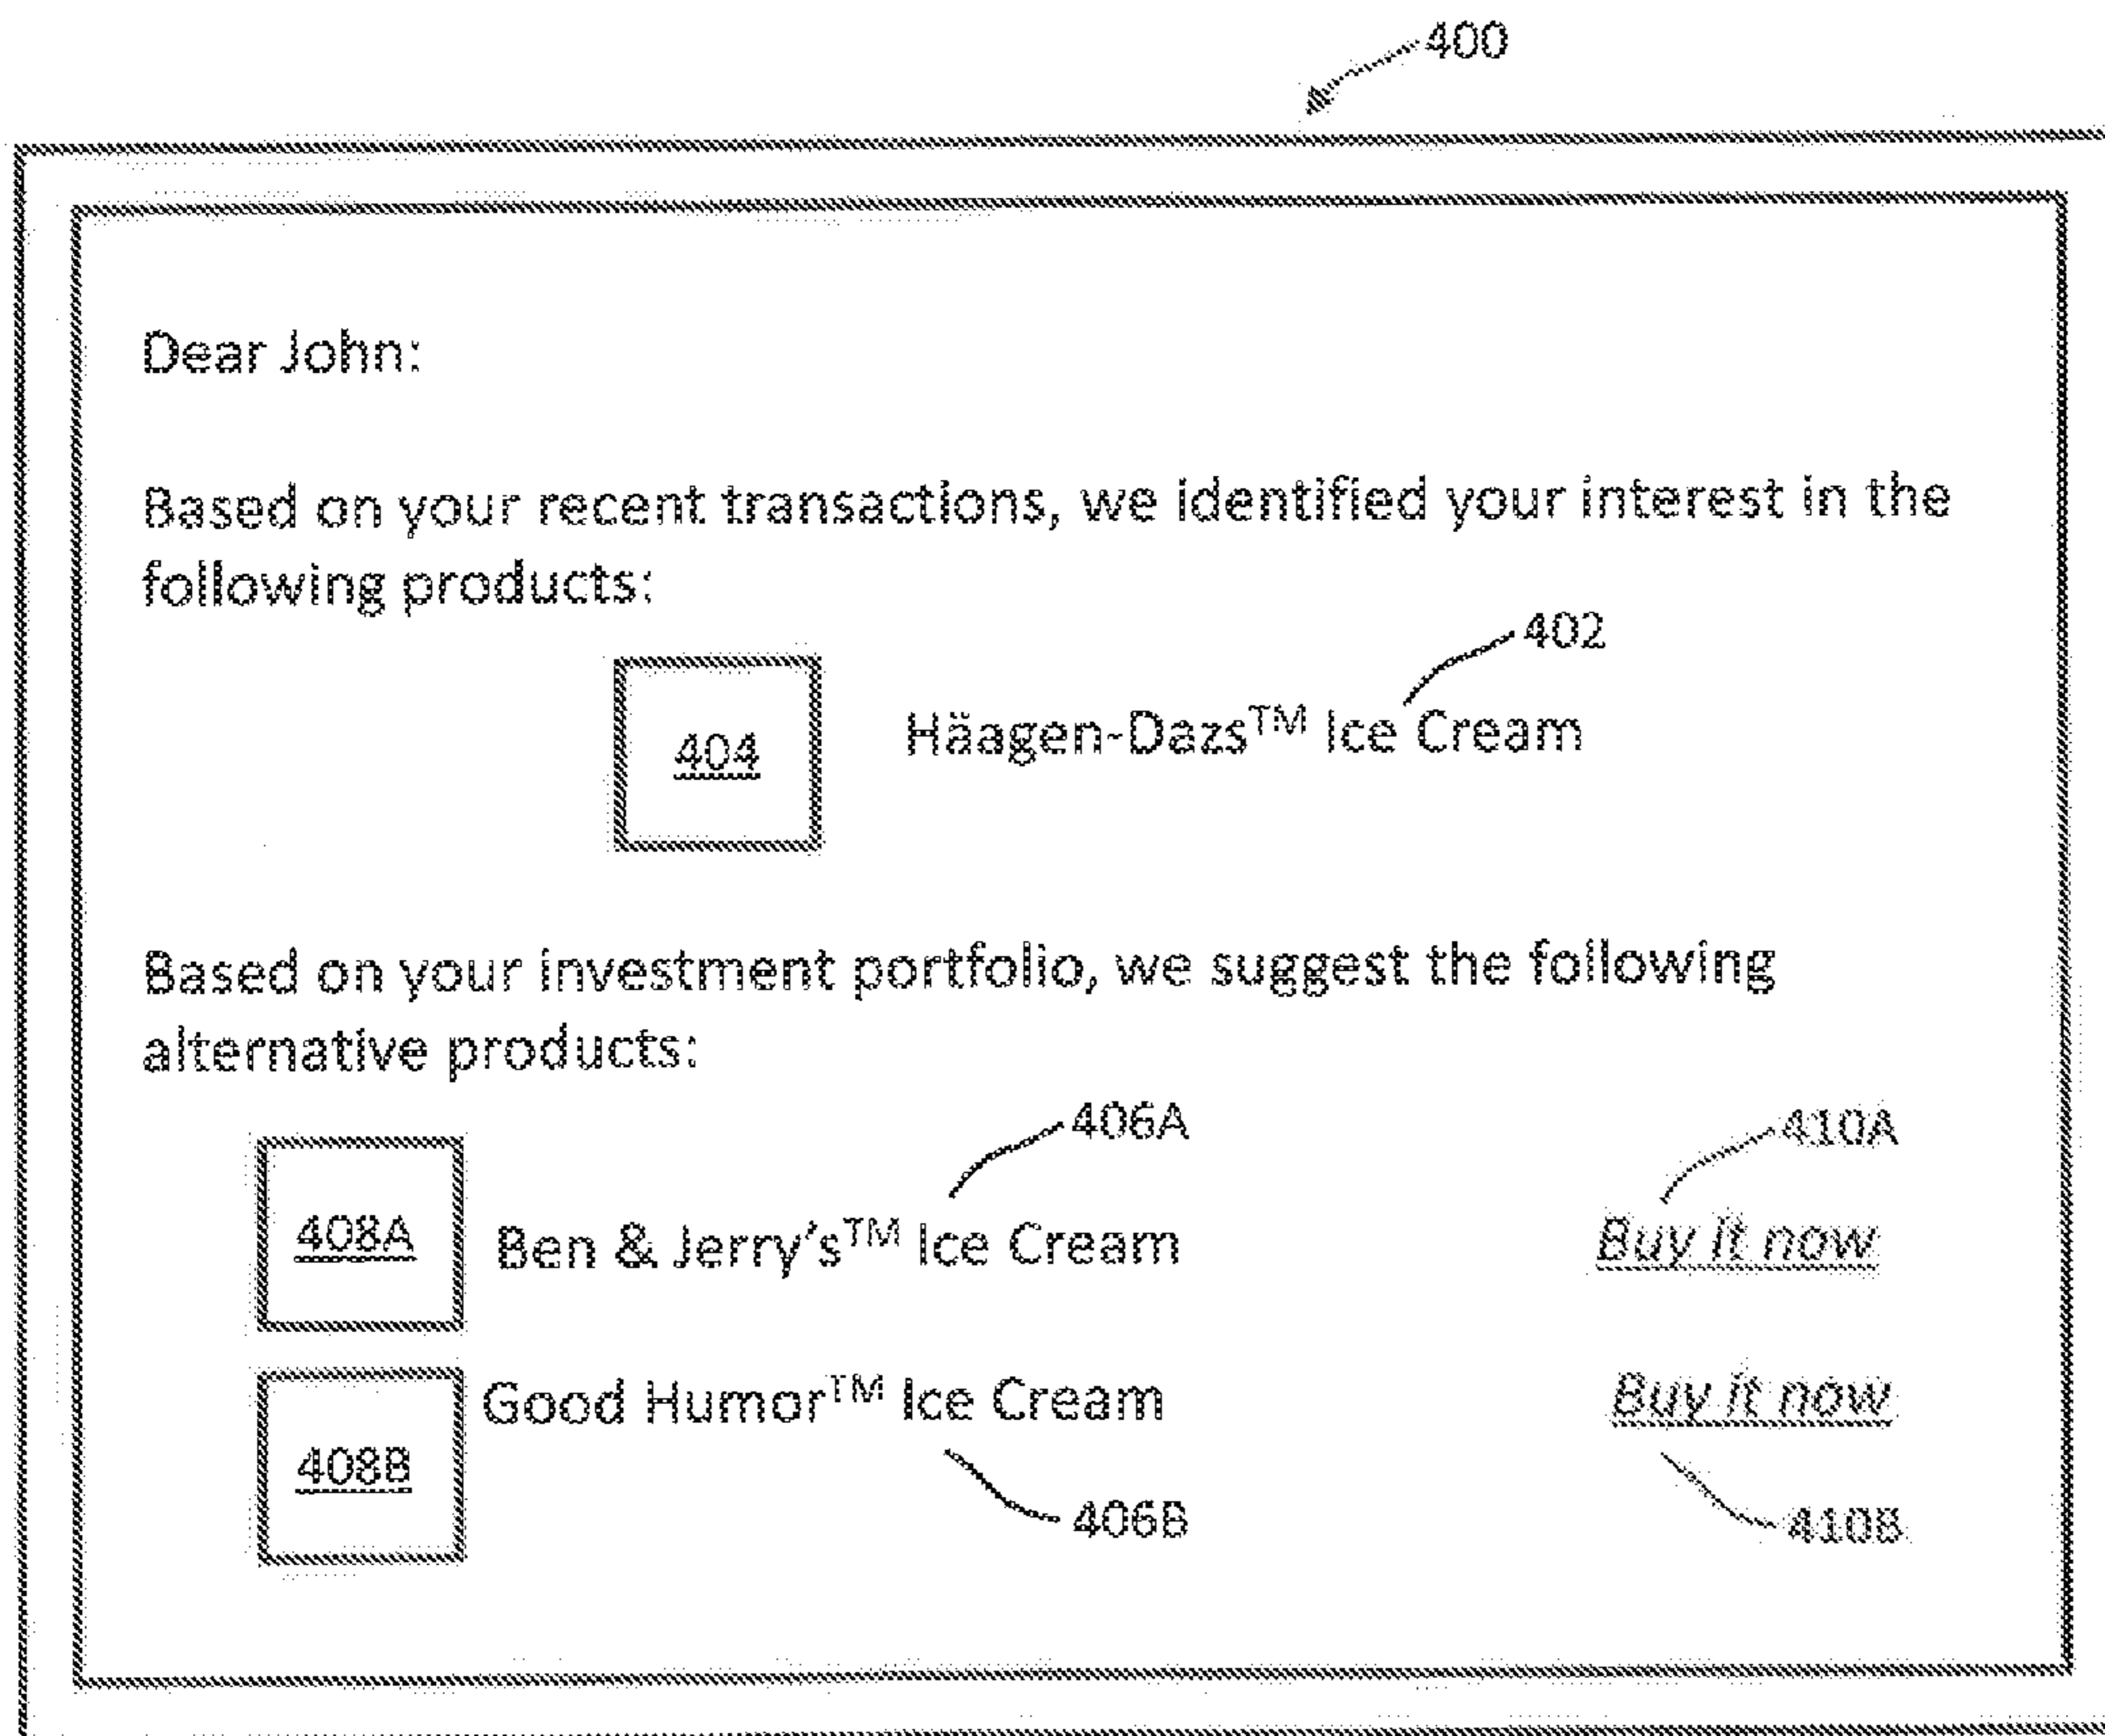 400
Dear John:
Based on your recent transactions, we identified your interest in the
following products:
402
404 Häagen-Dazs™ Ice Cream
Based on your investment portfolio, we suggest the following
alternative products:
406A 410A
408A Ben & Jerry's™ Ice Cream Buy it now
Good Humor™ Ice Cream Buy it now
408B
406B 410B